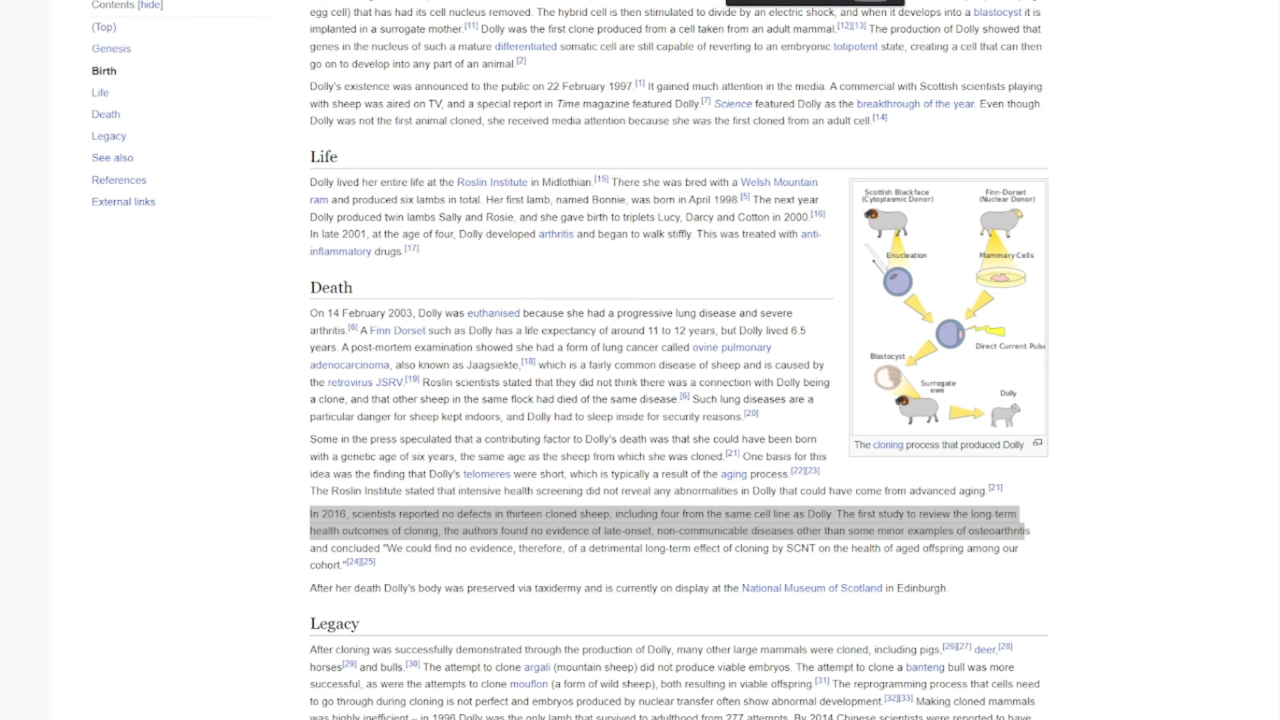 Contents [hide]
(Top)
Genesis
Birth
Life
Death
Legacy
See also
References
External links
egg cell) that has had its cell nucleus removed. The hybrid cell is then stimulated to divide by an electric shock, and when it develops into a blastocyst it is
implanted in a surrogate mother.[11] Dolly was the first clone produced from a cell taken from an adult mammal.[12][13] The production of Dolly showed that
genes in the nucleus of such a mature differentiated somatic cell are still capable of reverting to an embryonic totipotent state, creating a cell that can then
go on to develop into any part of an animal.[2]
Dolly's existence was announced to the public on 22 February 1997.[1] It gained much attention in the media. A commercial with Scottish scientists playing
with sheep was aired on TV, and a special report in Time magazine featured Dolly.[7] Science featured Dolly as the breakthrough of the year. Even though
Dolly was not the first animal cloned, she received media attention because she was the first cloned from an adult cell.[14]
Life
Dolly lived her entire life at the Roslin Institute in Midlothian.[15] There she was bred with a Welsh Mountain
ram and produced six lambs in total. Her first lamb, named Bonnie, was born in April 1998.[5] The next year
Dolly produced twin lambs Sally and Rosie, and she gave birth to triplets Lucy, Darcy and Cotton in 2000.[16]
In late 2001, at the age of four, Dolly developed arthritis and began to walk stiffly. This was treated with anti-
inflammatory drugs.[17]
Death
On 14 February 2003, Dolly was euthanised because she had a progressive lung disease and severe
arthritis.[6] A Finn Dorset such as Dolly has a life expectancy of around 11 to 12 years, but Dolly lived 6.5
years. A post-mortem examination showed she had a form of lung cancer called ovine pulmonary
adenocarcinoma, also known as Jaagsiekte,[18] which is a fairly common disease of sheep and is caused by
the retrovirus JSRV.[19] Roslin scientists stated that they did not think there was a connection with Dolly being
a clone, and that other sheep in the same flock had died of the same disease.[6] Such lung diseases are a
particular danger for sheep kept indoors, and Dolly had to sleep inside for security reasons.[20]
Some in the press speculated that a contributing factor to Dolly's death was that she could have been born
with a genetic age of six years, the same age as the sheep from which she was cloned.[21] One basis for this
idea was the finding that Dolly's telomeres were short, which is typically a result of the aging process.[22][23]
The Roslin Institute stated that intensive health screening did not reveal any abnormalities in Dolly that could have come from advanced aging.[21]
In 2016, scientists reported no defects in thirteen cloned sheep, including four from the same cell line as Dolly. The first study to review the long-term
health outcomes of cloning, the authors found no evidence of late-onset, non-communicable diseases other than some minor examples of osteoarthritis
and concluded "We could find no evidence, therefore, of a detrimental long-term effect of cloning by SCNT on the health of aged offspring among our
cohort."[24][25]
After her death Dolly's body was preserved via taxidermy and is currently on display at the National Museum of Scotland in Edinburgh.
Legacy
After cloning was successfully demonstrated through the production of Dolly, many other large mammals were cloned, including pigs,[26][27] deer,[28]
horses[29] and bulls.[30] The attempt to clone argali (mountain sheep) did not produce viable embryos. The attempt to clone a banteng bull was more
successful, as were the attempts to clone mouflon (a form of wild sheep), both resulting in viable offspring.[31] The reprogramming process that cells need
to go through during cloning is not perfect and embryos produced by nuclear transfer often show abnormal development.[32][33] Making cloned mammals
was highly inefficient – in 1996 Dolly was the only lamb that survived to adulthood from 277 attempts. By 2014 Chinese scientists were reported to have
Scottish Blackface
(Cytoplasmic Donor)
Finn-Dorset
(Nuclear Donor)
Enucleation
Mammary Cells
Direct Current Pulse
Blastocyst
Surrogate
ewe
Dolly
The cloning process that produced Dolly